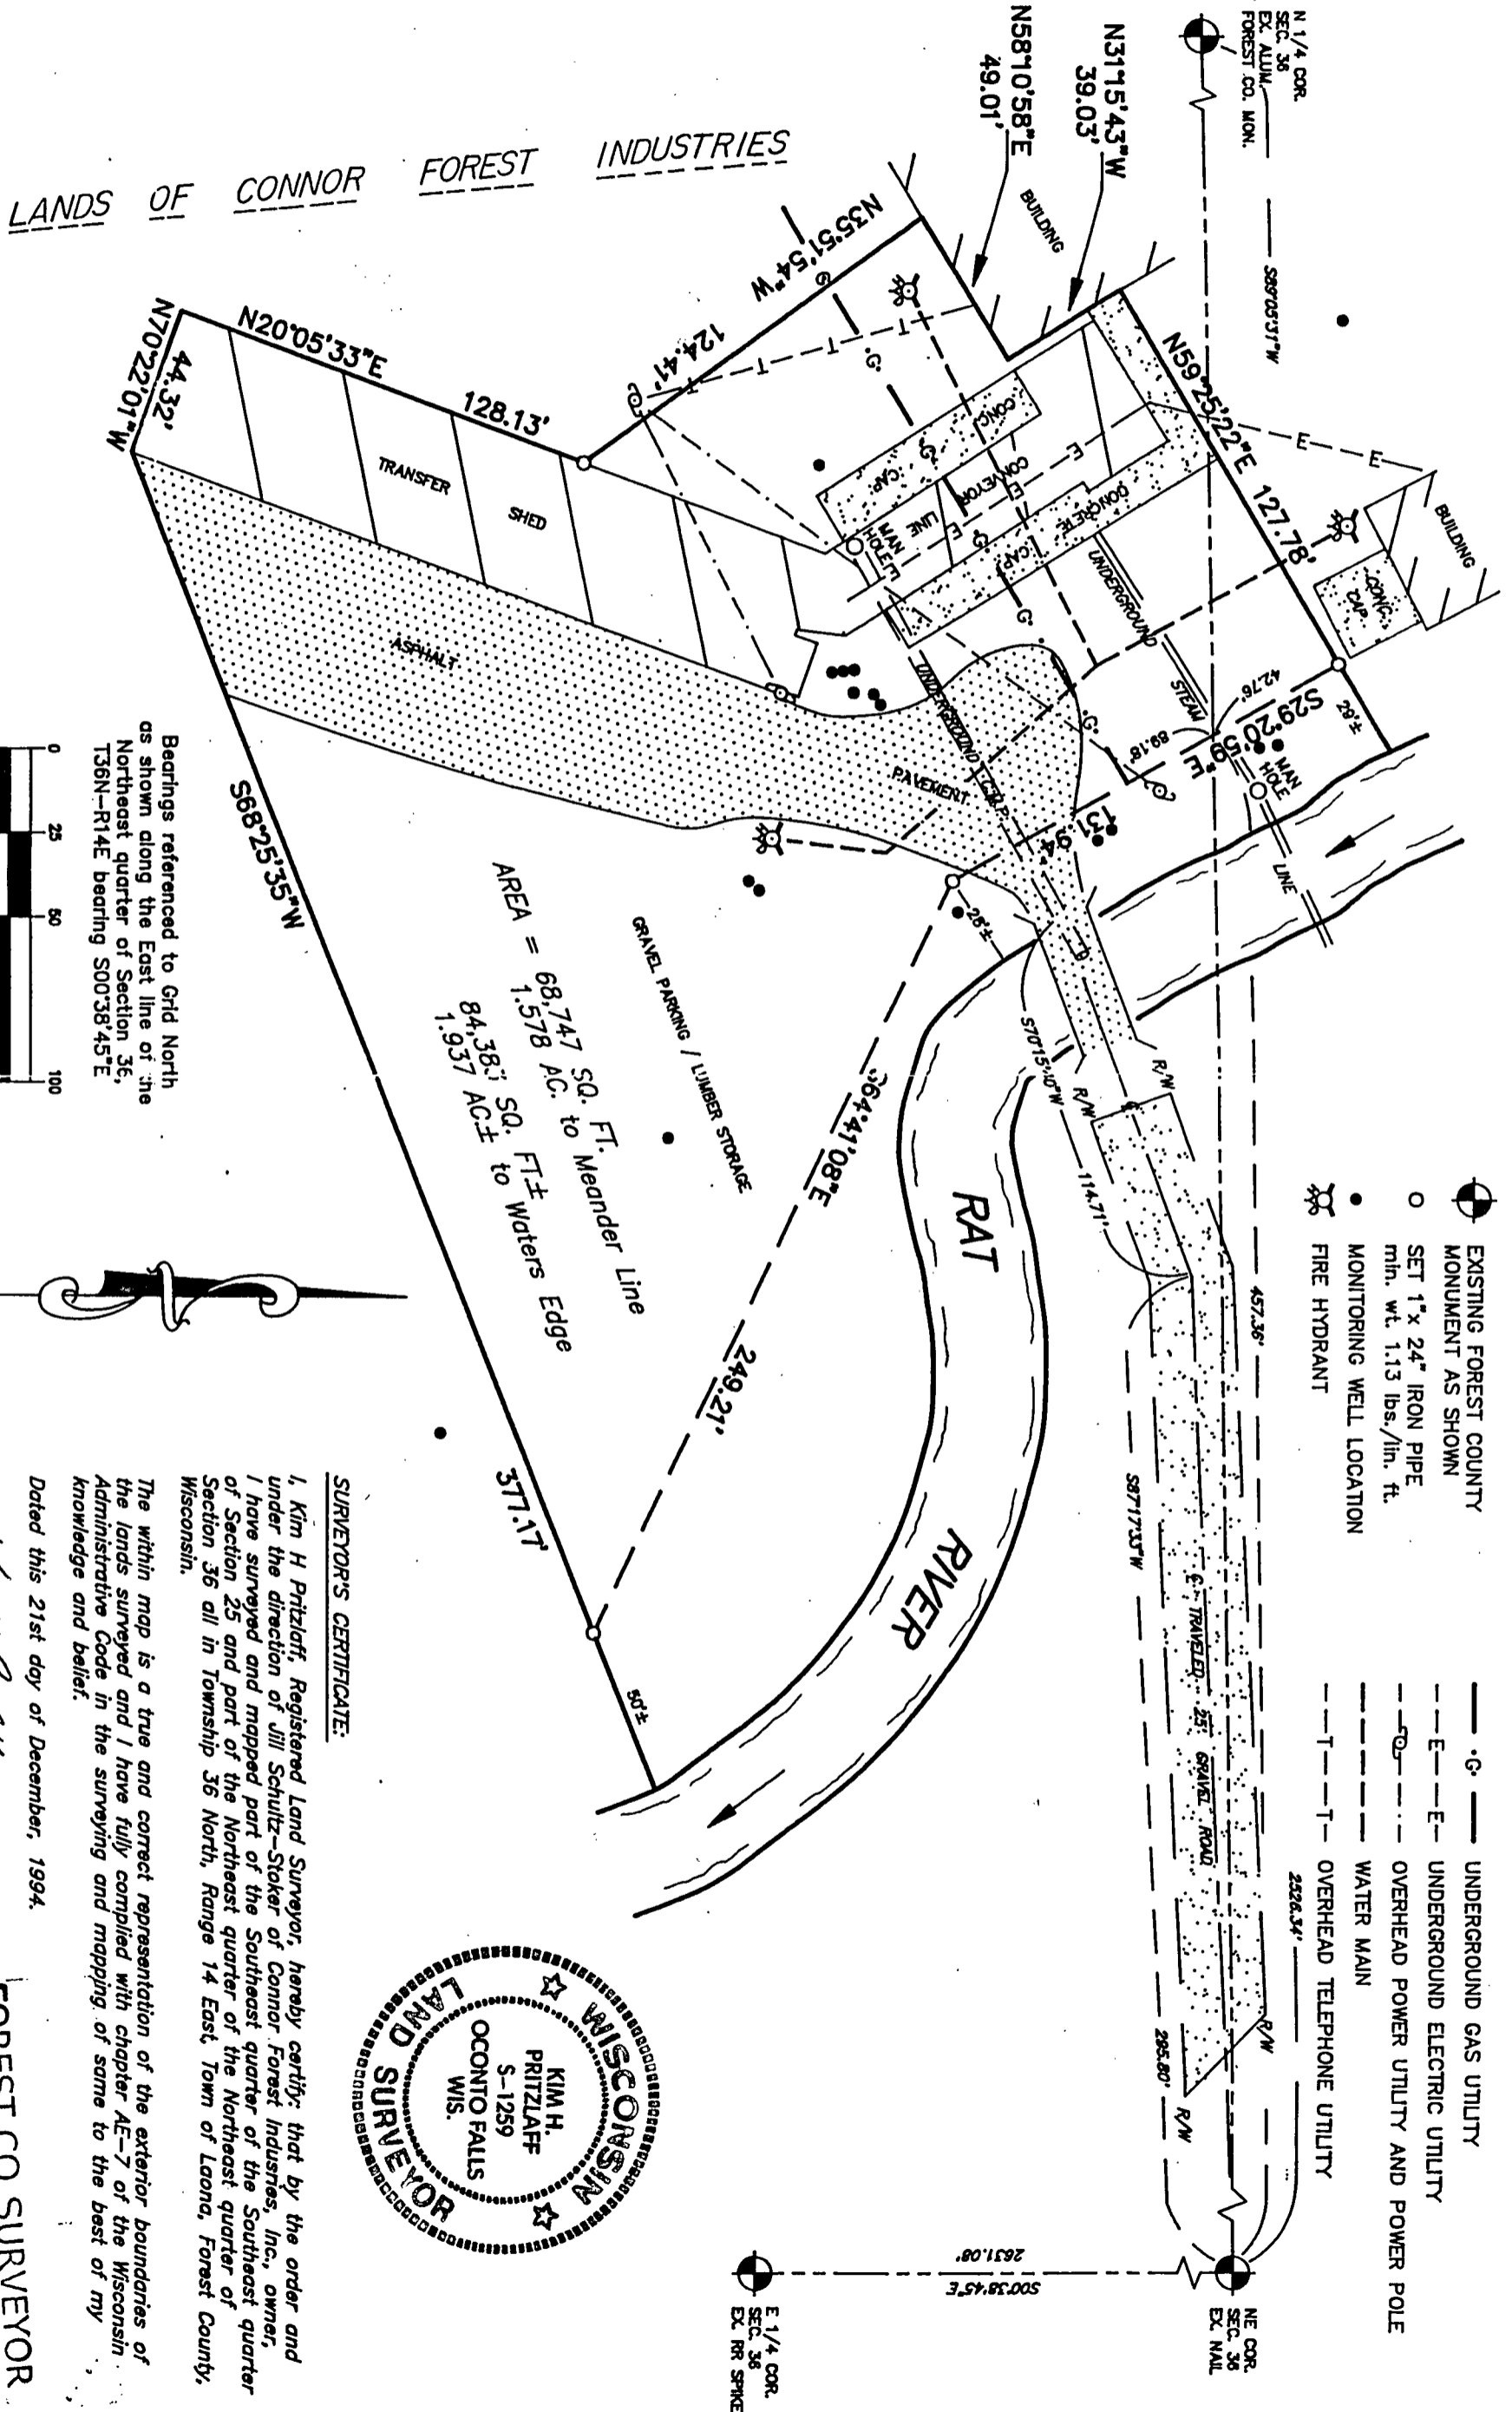 N 1/4 COR.
SEC. 36
EX. ALUM.
FOREST CO. MON.
S89°05'31"W
N31°15'43"W
39.03'
N58°10'58"E
49.01'
LANDS OF CONNOR FOREST INDUSTRIES
BUILDING
BUILDING
CONC.
CAP
N59°25'22"E 127.78'
N35°51'54"W
124.41'
N20°05'33"E
128.13'
N70°22'01"W
44.32'
TRANSFER
SHED
ASPHALT
PAVEMENT
CONC.
CAP
CONVEYOR
LINE
MAN
HOLE
CONCRETE
CAP
UNDERGROUND
STEAM
LINE
UNDERGROUND C.M.P.
MAN
HOLE
42.76'
89.18'
S29°20'59"E
131.94'
29'±
28'±
S70°15'10"W
114.71'
R/W
R/W
457.36'
S87°17'33"W
℄ TRAVELED 25' GRAVEL ROAD
2526.34'
295.80'
R/W
R/W
NE COR.
SEC. 36
EX. NAIL
S00°38'45"E
2631.08'
E 1/4 COR.
SEC. 36
EX. RR SPIKE
RAT
RIVER
GRAVEL PARKING / LUMBER STORAGE
AREA = 68,747 SQ. FT.
1.578 AC. to Meander Line
SQ. FT.±
1.937 AC.± to Waters Edge
64°41'08"E
249.21'
S68°25'35"W
377.17'
50'±
Bearings referenced to Grid North
as shown along the East line of the
Northeast quarter of Section 36,
T36N-R14E bearing S00°38'45"E
0 25 50 100
EXISTING FOREST COUNTY
MONUMENT AS SHOWN
SET 1"x 24" IRON PIPE
min. wt. 1.13 lbs./lin. ft.
MONITORING WELL LOCATION
FIRE HYDRANT
G UNDERGROUND GAS UTILITY
E E UNDERGROUND ELECTRIC UTILITY
OVERHEAD POWER UTILITY AND POWER POLE
WATER MAIN
T T OVERHEAD TELEPHONE UTILITY
SURVEYOR'S CERTIFICATE:
I, Kim H Pritzlaff, Registered Land Surveyor, hereby certify: that by the order and
under the direction of Jill Schultz-Stoker of Connor Forest Indusries, Inc., owner,
I have surveyed and mapped part of the Southeast quarter of the Southeast quarter
of Section 25 and part of the Northeast quarter of the Northeast quarter of
Section 36 all in Township 36 North, Range 14 East, Town of Laona, Forest County,
Wisconsin.
The within map is a true and correct representation of the exterior boundaries of
the lands surveyed and I have fully complied with chapter AE-7 of the Wisconsin
Administrative Code in the surveying and mapping of same to the best of my
knowledge and belief.
Dated this 21st day of December, 1994.
WISCONSIN
KIM H.
PRITZLAFF
S-1259
OCONTO FALLS
WIS.
LAND SURVEYOR
FOREST CO SURVEYOR